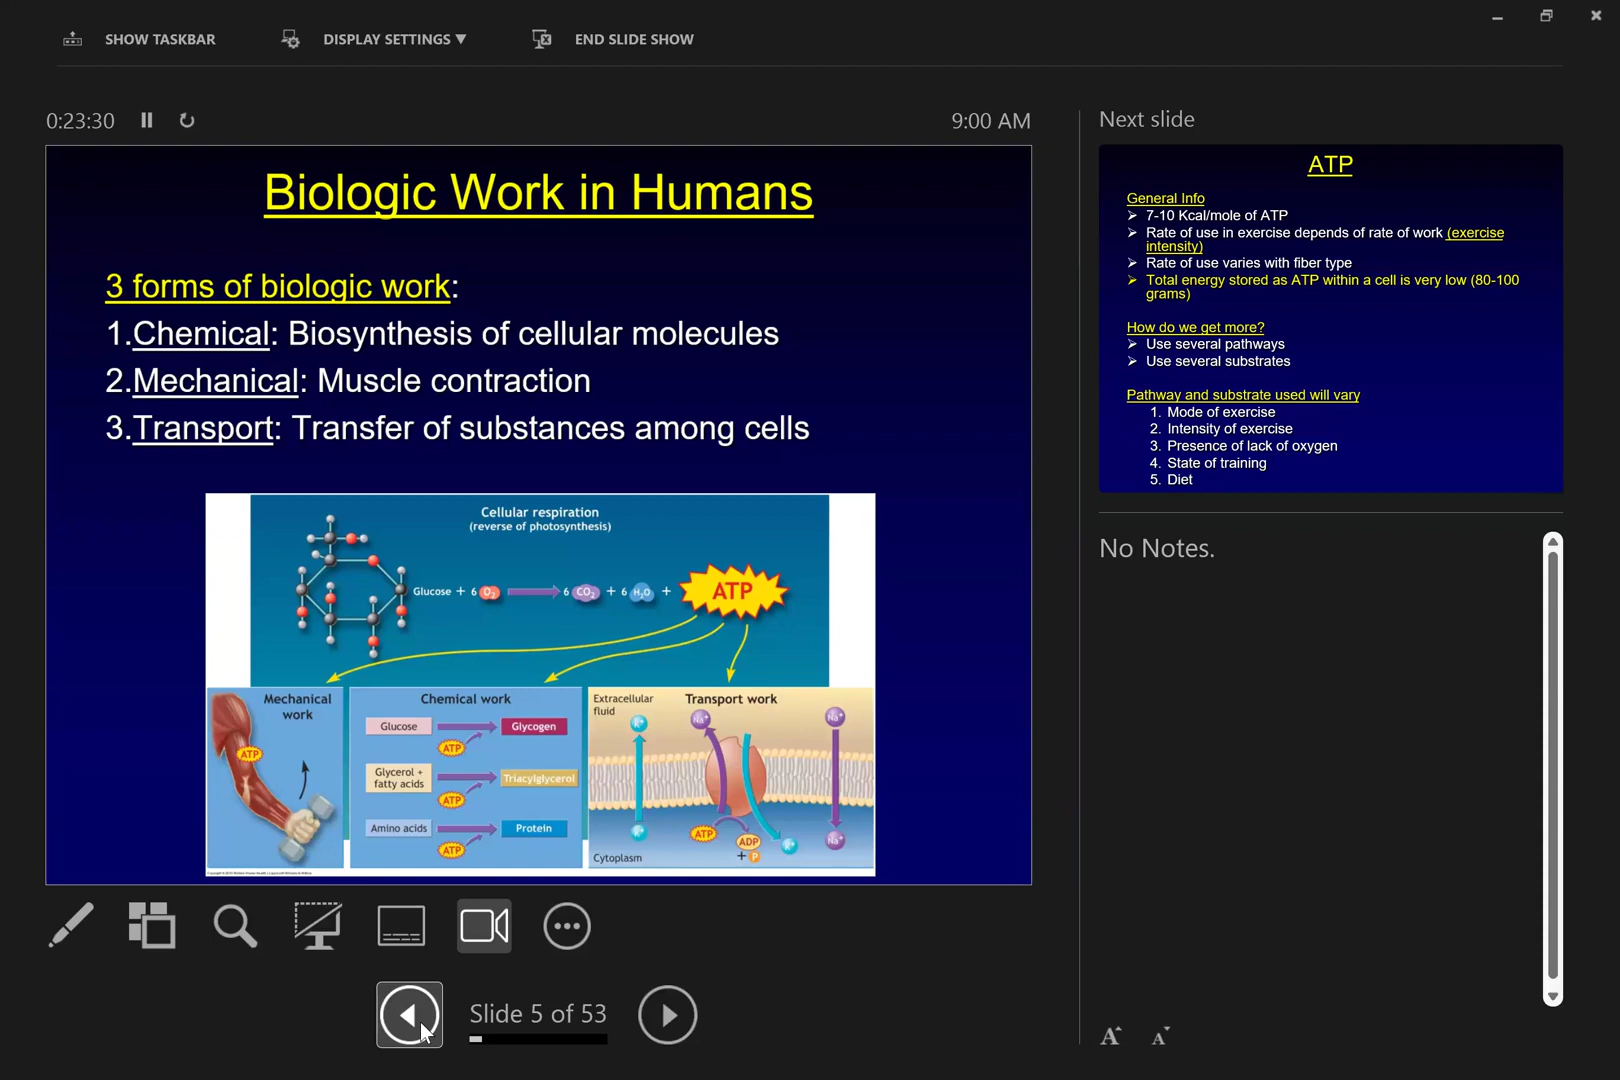 SHOW TASKBAR
DISPLAY SETTINGS ▼
END SLIDE SHOW
0:23:30
9:00 AM
Biologic Work in Humans
3 forms of biologic work:
1.Chemical: Biosynthesis of cellular molecules
2.Mechanical: Muscle contraction
3.Transport: Transfer of substances among cells
Cellular respiration
(reverse of photosynthesis)
Glucose + 6 O₂ 6 CO₂ + 6 H₂O + ATP
Mechanical
work
ATP
Chemical work
Glucose
Glycogen
ATP
Glycerol +
fatty acids
Triacylglycerol
ATP
Amino acids
Protein
ATP
Extracellular
fluid
Transport work
K⁺
Na⁺
Na⁺
K⁺
ATP
ADP
+ P
K⁺
Na⁺
Cytoplasm
Slide 5 of 53
Next slide
ATP
General Info
➢ 7-10 Kcal/mole of ATP
➢ Rate of use in exercise depends of rate of work (exercise
intensity)
➢ Rate of use varies with fiber type
➢ Total energy stored as ATP within a cell is very low (80-100
grams)
How do we get more?
➢ Use several pathways
➢ Use several substrates
Pathway and substrate used will vary
1. Mode of exercise
2. Intensity of exercise
3. Presence of lack of oxygen
4. State of training
5. Diet
No Notes.
A A